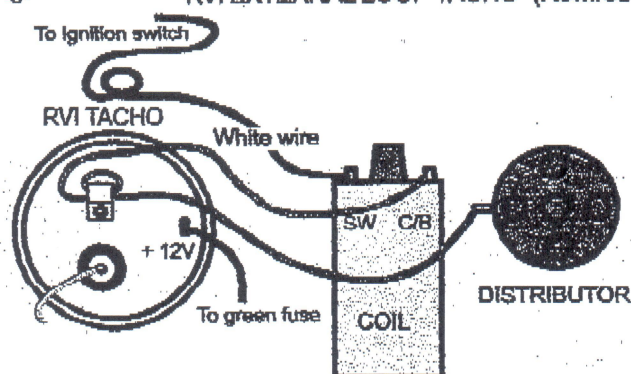 To ignition switch
RVI TACHO
White wire
SW C/B
+ 12V
To green fuse
COIL
DISTRIBUTOR